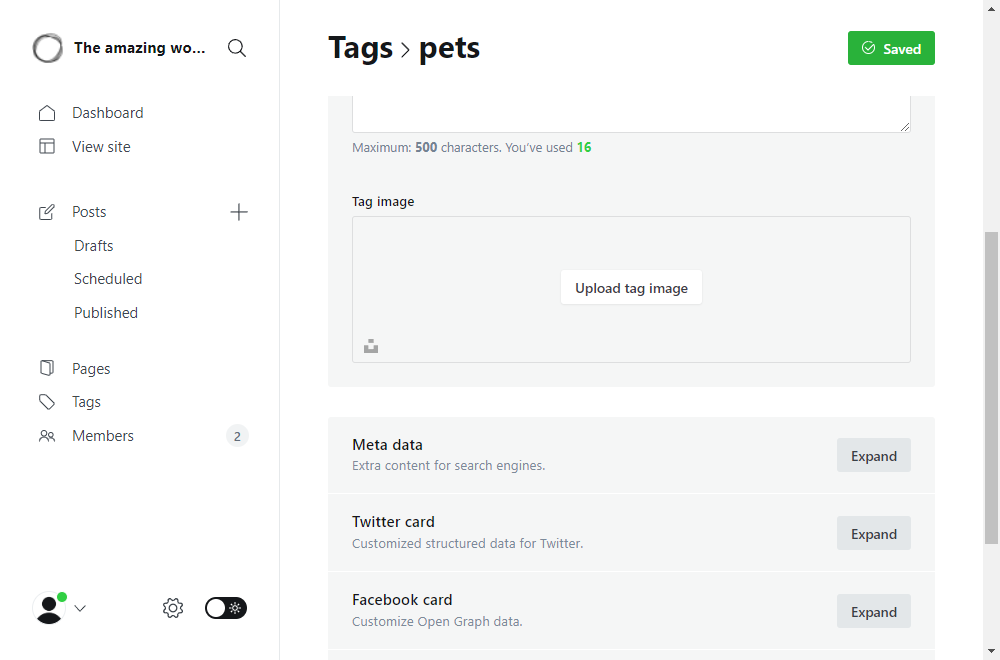 The amazing wo...
Dashboard
View site
Posts
Drafts
Scheduled
Published
Pages
Tags
Members
2
Tags > pets
Saved
Maximum: 500 characters. You've used 16
Tag image
Upload tag image
Meta data
Extra content for search engines.
Expand
Twitter card
Customized structured data for Twitter.
Expand
Facebook card
Customize Open Graph data.
Expand